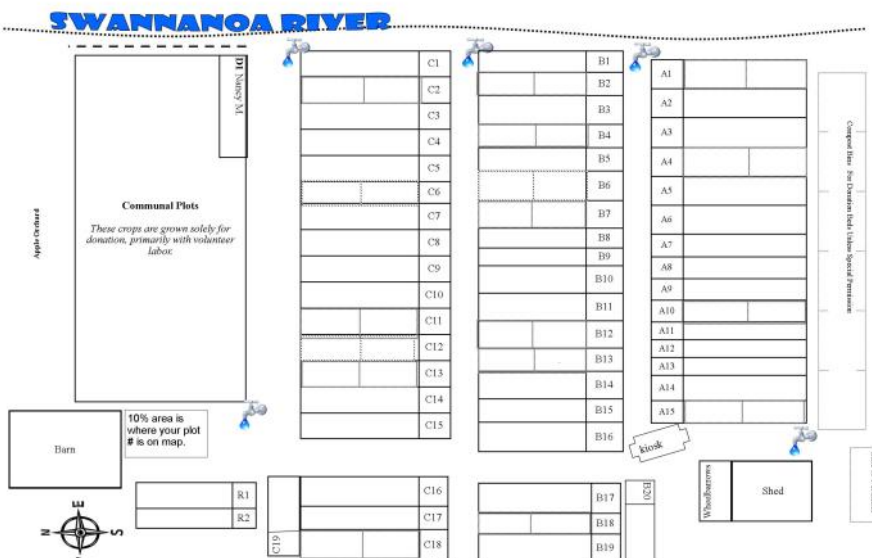 SWANNANOA RIVER
D1 Nancy M.
Communal Plots
These crops are grown solely for
donation, primarily with volunteer
labor.
Apple Orchard
C1
C2
C3
C4
C5
C6
C7
C8
C9
C10
C11
C12
C13
C14
C15
B1
B2
B3
B4
B5
B6
B7
B8
B9
B10
B11
B12
B13
B14
B15
B16
A1
A2
A3
A4
A5
A6
A7
A8
A9
A10
A11
A12
A13
A14
A15
Compost Bins For Donation Beds Unless Special Permission
Barn
10% area is
where your plot
# is on map.
kiosk
Wheelbarrows
Shed
R1
R2
C19
C16
C17
C18
B17
B18
B19
B20
E
N
S